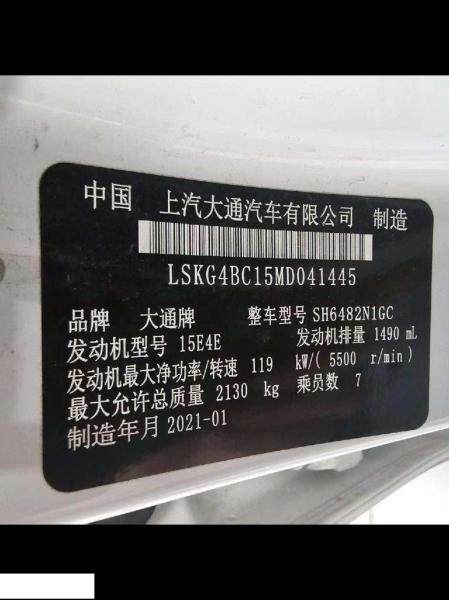 中国 上汽大通汽车有限公司 制造
LSKG4BC15MD041445
品牌 大通牌 整车型号 SH6482N1GC
发动机型号 15E4E 发动机排量 1490 mL
发动机最大净功率/转速 119 kW/( 5500 r/min)
最大允许总质量 2130 kg 乘员数 7
制造年月 2021-01